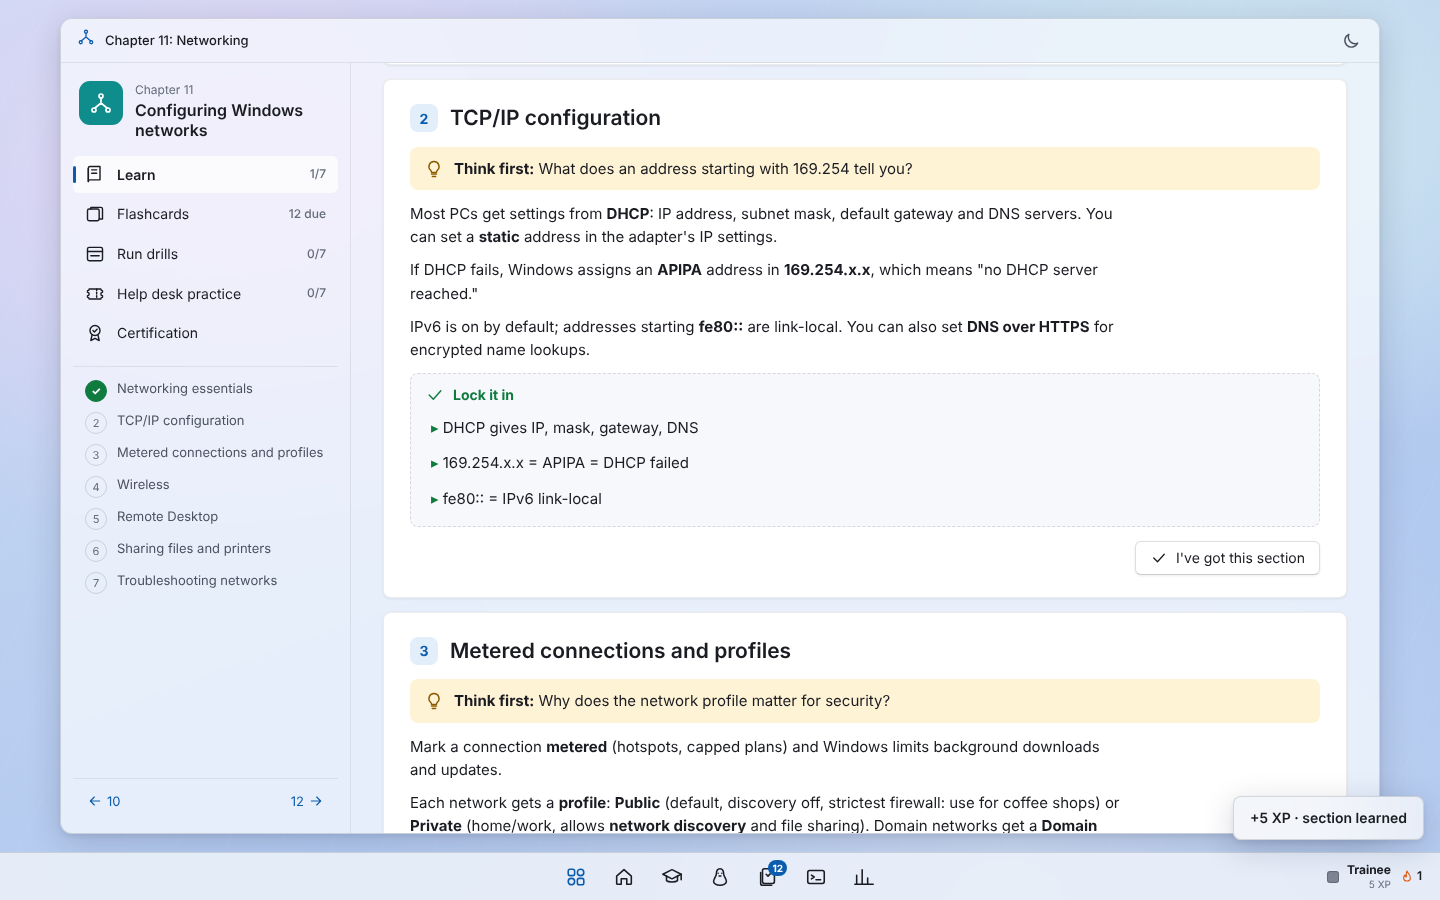 Chapter 11: Networking
Chapter 11
Configuring Windows
networks
Learn 1/7
Flashcards 12 due
Run drills 0/7
Help desk practice 0/7
Certification
Networking essentials
2 TCP/IP configuration
3 Metered connections and profiles
4 Wireless
5 Remote Desktop
6 Sharing files and printers
7 Troubleshooting networks
← 10 12 →
2 TCP/IP configuration
Think first: What does an address starting with 169.254 tell you?
Most PCs get settings from DHCP: IP address, subnet mask, default gateway and DNS servers. You
can set a static address in the adapter's IP settings.
If DHCP fails, Windows assigns an APIPA address in 169.254.x.x, which means "no DHCP server
reached."
IPv6 is on by default; addresses starting fe80:: are link-local. You can also set DNS over HTTPS for
encrypted name lookups.
Lock it in
▸ DHCP gives IP, mask, gateway, DNS
▸ 169.254.x.x = APIPA = DHCP failed
▸ fe80:: = IPv6 link-local
I've got this section
3 Metered connections and profiles
Think first: Why does the network profile matter for security?
Mark a connection metered (hotspots, capped plans) and Windows limits background downloads
and updates.
Each network gets a profile: Public (default, discovery off, strictest firewall: use for coffee shops) or
Private (home/work, allows network discovery and file sharing). Domain networks get a Domain
+5 XP · section learned
12
Trainee
5 XP
1